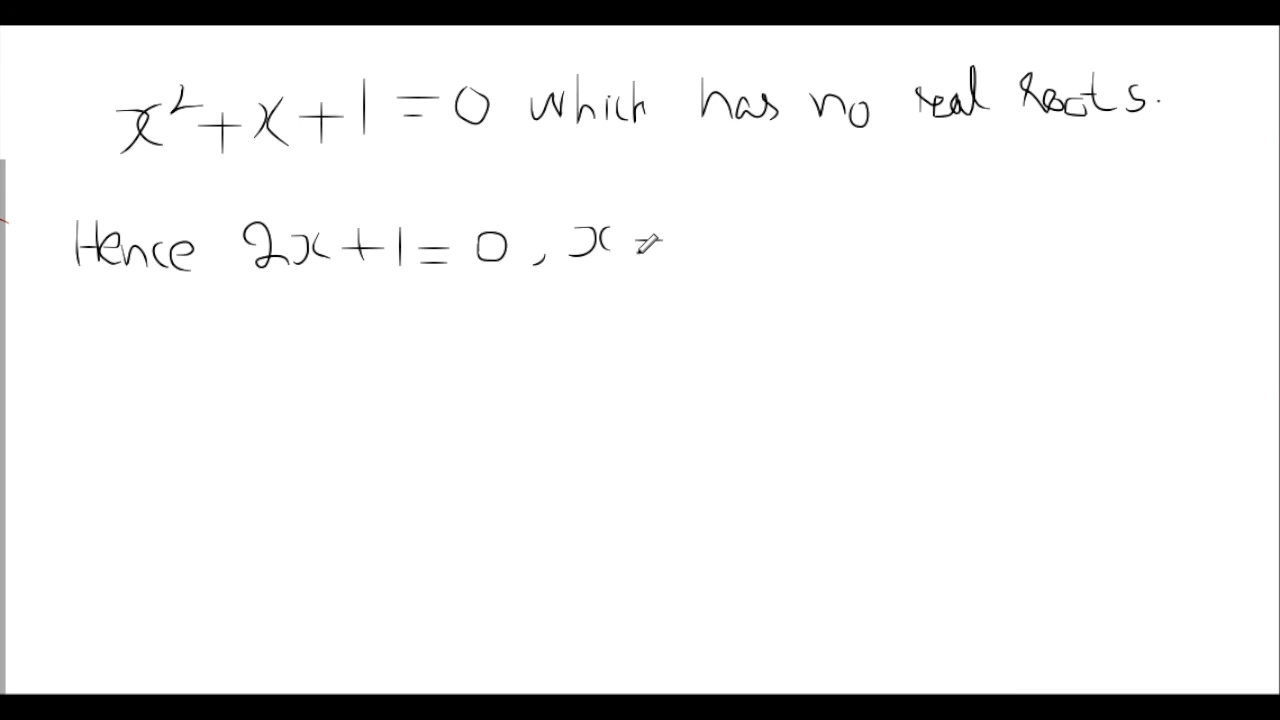 x²+x+1=0 which has no real roots.
Hence 2x+1=0, x =